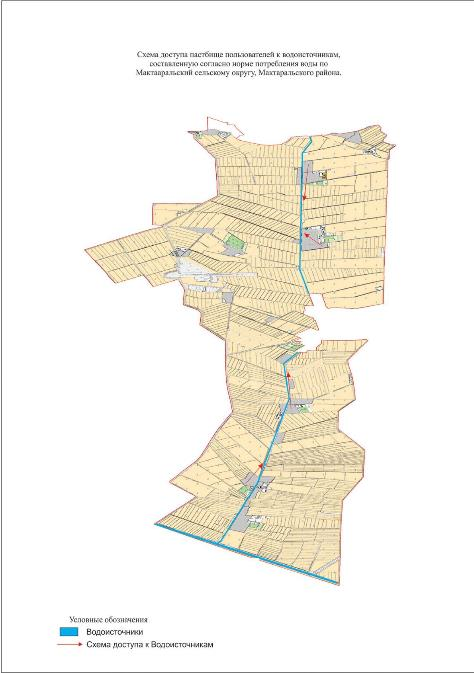 Схема доступа пастбище пользователей к водоисточникам,
составленную согласно норме потребления воды по
Мактааральский сельскому округу, Мактаральского района.
Условные обозначения
Водоисточники
Схема доступа к Водоисточникам